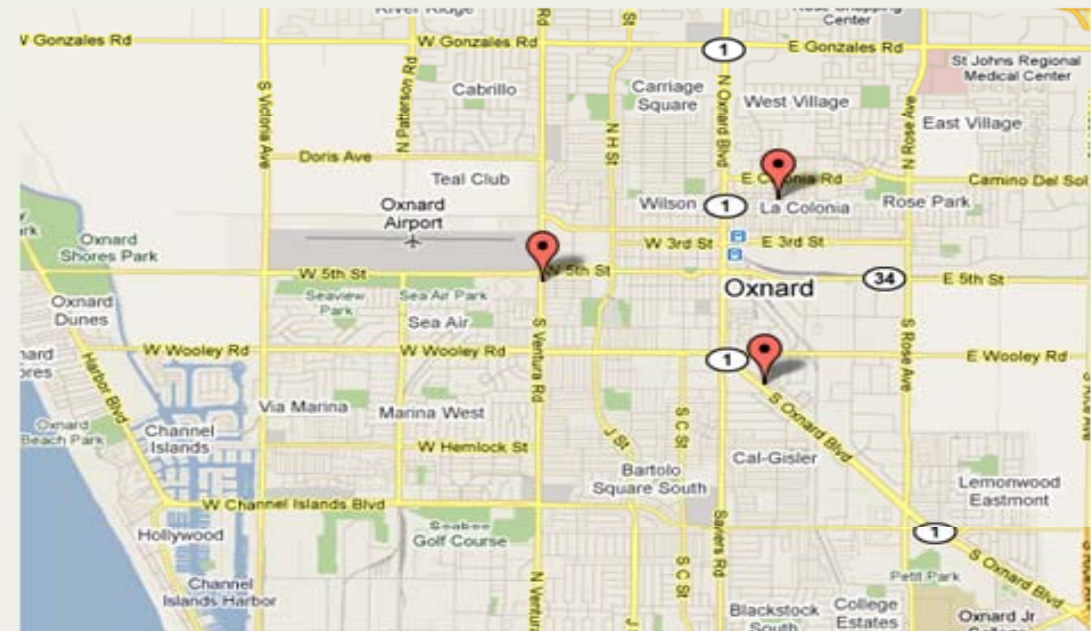 River Ridge
Rd
St
Rose Shopping
Center
W Gonzales Rd
W Gonzales Rd
1
E Gonzales Rd
St Johns Regional
Medical Center
S Victoria Ave
N Patterson Rd
Cabrillo
Carriage
Square
N Oxnard Blvd
West Village
N Rose Ave
East Village
N H St
Doris Ave
Teal Club
E Colonia Rd
Camino Del Sol
Oxnard
Airport
Wilson
1
La Colonia
Rose Park
Oxnard
Shores Park
W 3rd St
E 3rd St
W 5th St
W 5th St
34
E 5th St
Oxnard
Seaview
Park
Sea Air Park
Oxnard
Dunes
Sea Air
S Ventura Rd
S Rose Ave
W Wooley Rd
W Wooley Rd
1
E Wooley Rd
Harbor Blvd
Via Marina
Marina West
S Oxnard Blvd
Oxnard
Beach Park
Channel
Islands
J St
S C St
W Hemlock St
Cal-Gisler
Bartolo
Square South
Lemonwood
Eastmont
W Channel Islands Blvd
Hollywood
Seabee
Golf Course
Saviers Rd
1
S Oxnard Blvd
Channel
Islands Harbor
N Ventura
S C St
Petit Park
Blackstock
South
College
Estates
Oxnard Jr
J St